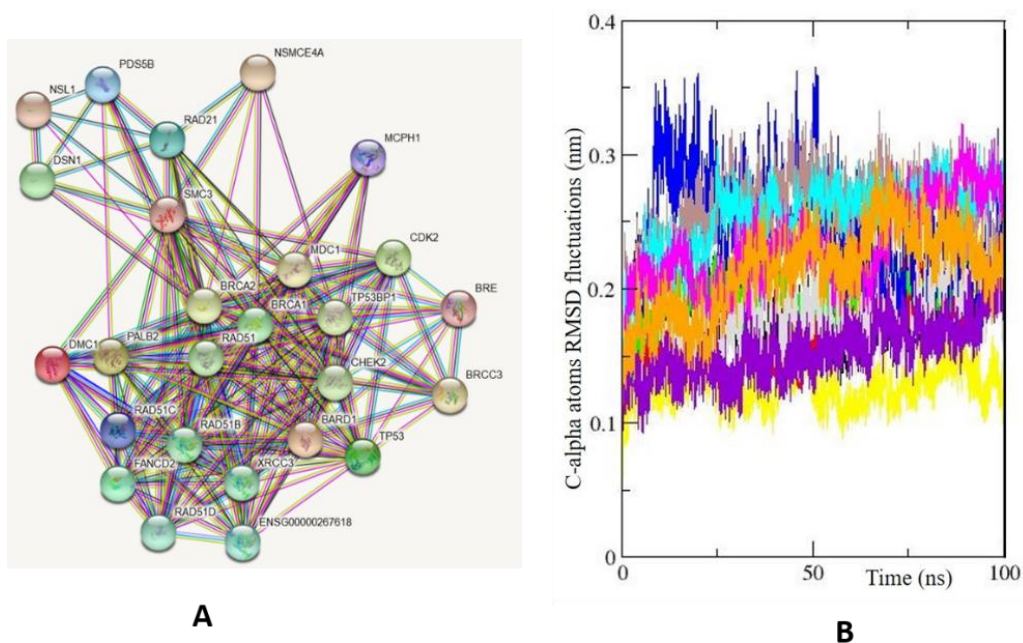 NSMCE4A
PDS5B
NSL1
RAD21
MCPH1
DSN1
SMC3
MDC1
CDK2
BRCA2
BRCA1
TP53BP1
BRE
DMC1
PALB2
RAD51
CHEK2
BRCC3
RAD51C
RAD51B
BARD1
TP53
FANCD2
XRCC3
RAD51D
ENSG00000267618
A
0.4
0.3
0.2
0.1
0
C-alpha atoms RMSD fluctuations (nm)
0
50
100
Time (ns)
B